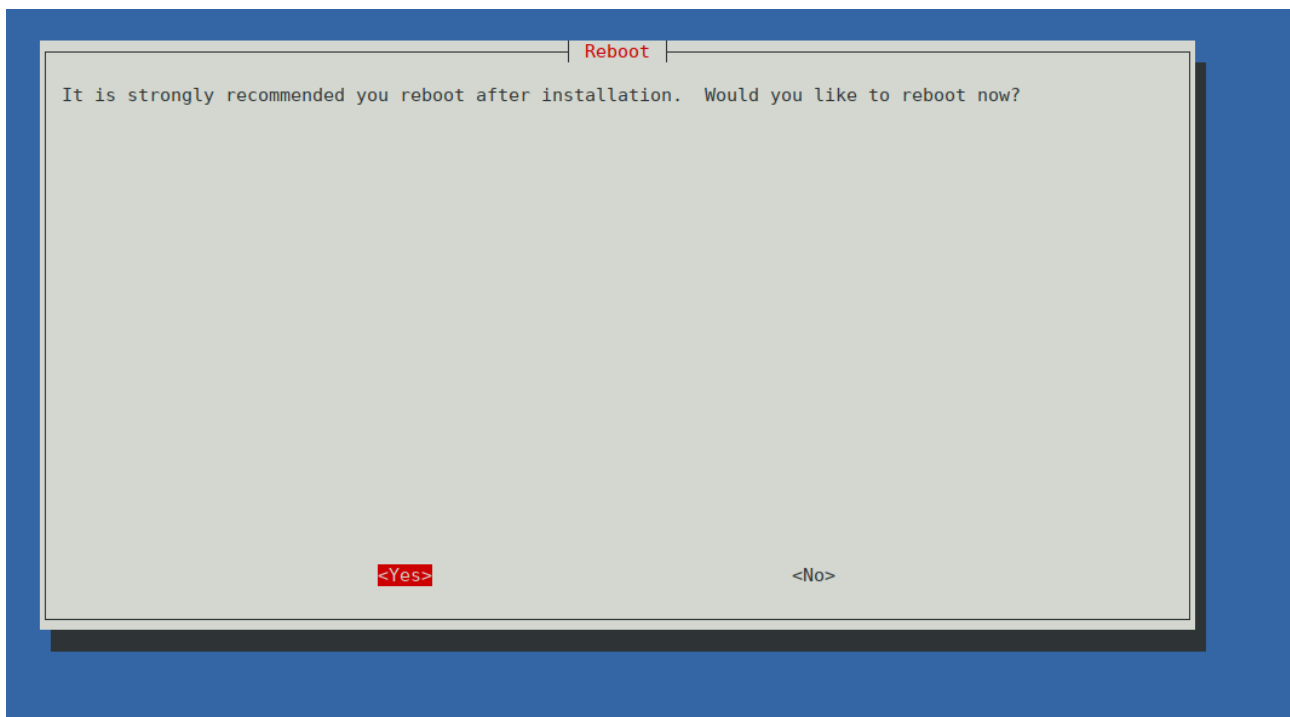 Reboot
It is strongly recommended you reboot after installation.  Would you like to reboot now?
<Yes> <No>